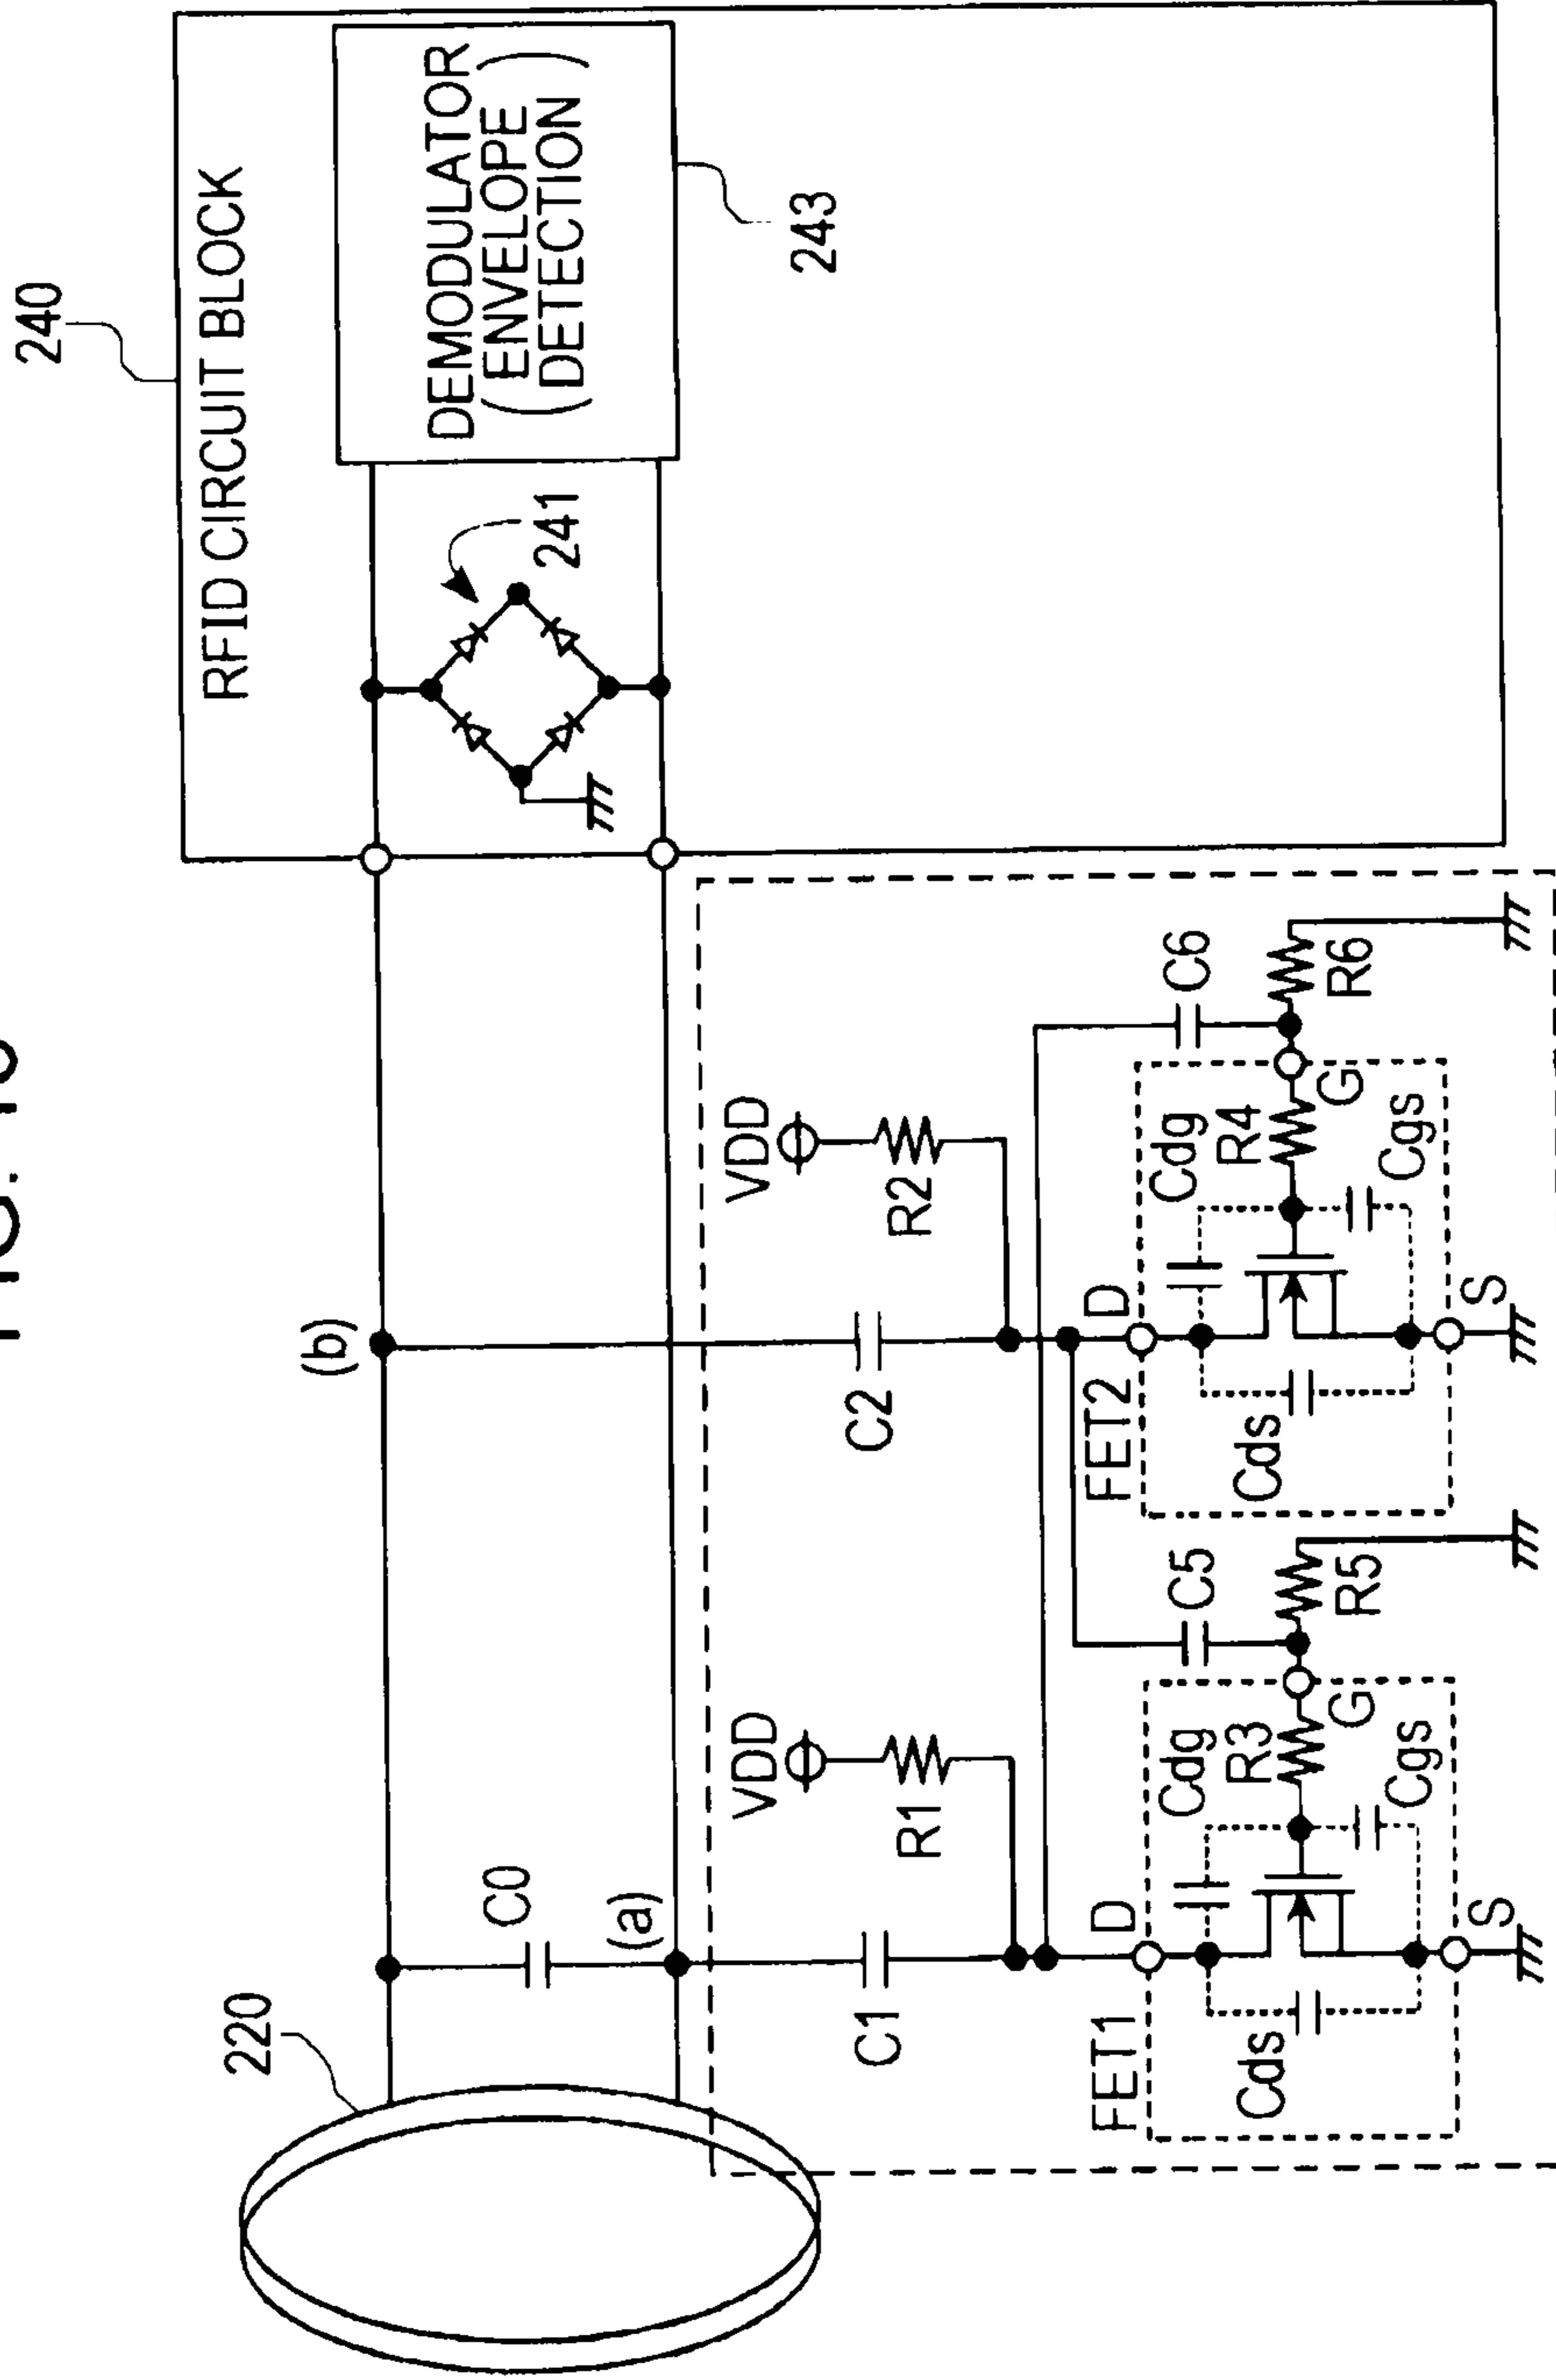 240
RFID CIRCUIT BLOCK
DEMODULATOR
(ENVELOPE
DETECTION)
243
241
220
C0
(a)
(b)
VDD
R1
C1
VDD
R2
C2
FET1
D
Cdg
R3
G
Cds
Cgs
S
C5
R5
FET2
D
Cdg
R4
G
Cds
Cgs
S
C6
R6